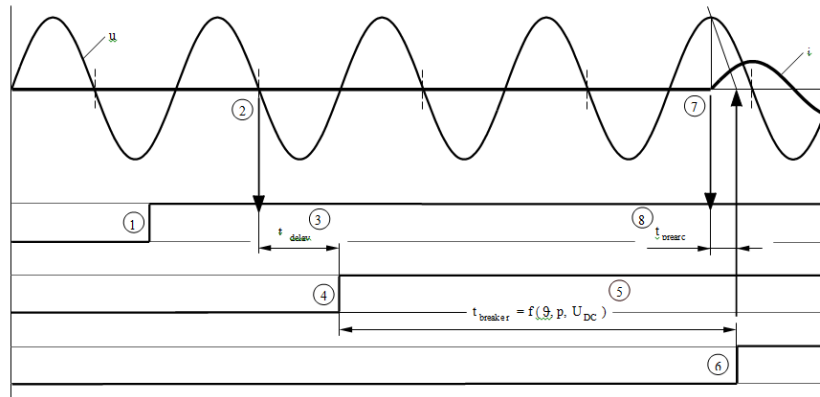 u
i
2
7
1
3
8
t delay
t prearc
4
5
t breaker = f ( ϑ, p, U DC )
6